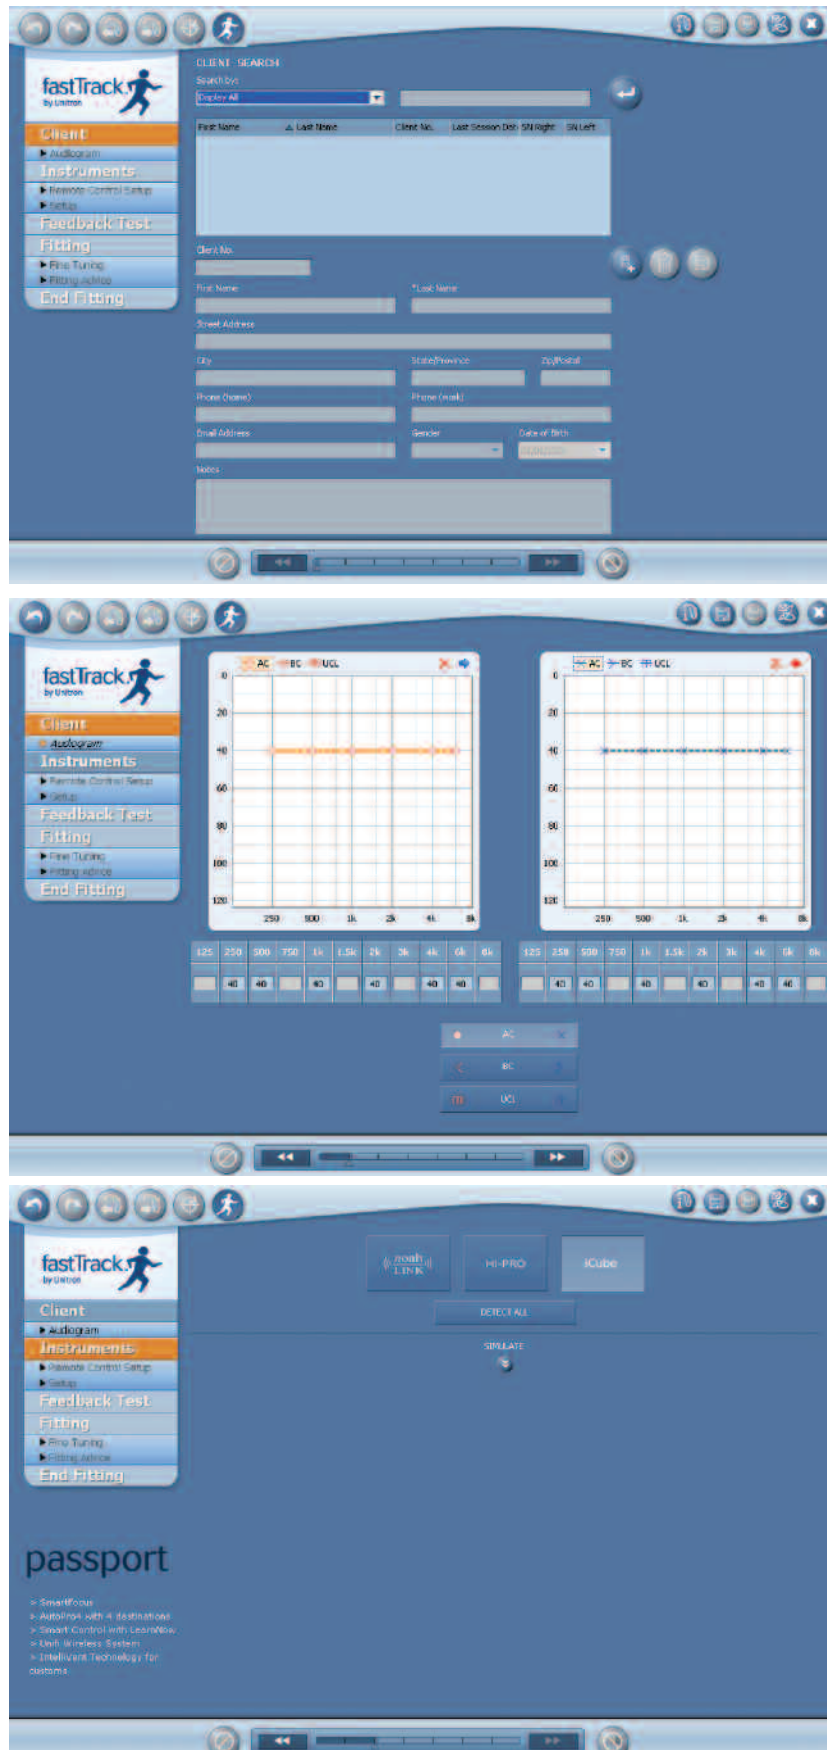 CLIENT SEARCH
Search by:
Display All
fastTrack
by Unitron
Client
Audiogram
Instruments
Remote Control Setup
Setup
Feedback Test
Fitting
Fine Tuning
Fitting Advice
End Fitting
First Name Last Name Client No. Last Session Dat SN Right SN Left
Client No.
First Name *Last Name
Street Address
City State/Province Zip/Postal
Phone (home) Phone (work)
Email Address Gender Date of Birth
Notes
fastTrack
by Unitron
Client
Audiogram
Instruments
Remote Control Setup
Setup
Feedback Test
Fitting
Fine Tuning
Fitting Advice
End Fitting
AC BC UCL
0
20
40
60
80
100
120
250 500 1k 2k 4k 8k
AC BC UCL
0
20
40
60
80
100
120
250 500 1k 2k 4k 8k
125 250 500 750 1k 1.5k 2k 3k 4k 6k 8k
40 40 40 40 40 40
125 250 500 750 1k 1.5k 2k 3k 4k 6k 8k
40 40 40 40 40 40
AC
BC
UCL
fastTrack
by Unitron
Client
Audiogram
Instruments
Remote Control Setup
Setup
Feedback Test
Fitting
Fine Tuning
Fitting Advice
End Fitting
noah LINK
HI-PRO
iCube
DETECT ALL
SIMULATE
passport
> SmartFocus
> AutoPro4 with 4 destinations
> Smart Control with LearnNow
> Unifi Wireless System
> Intellivent Technology for
customs